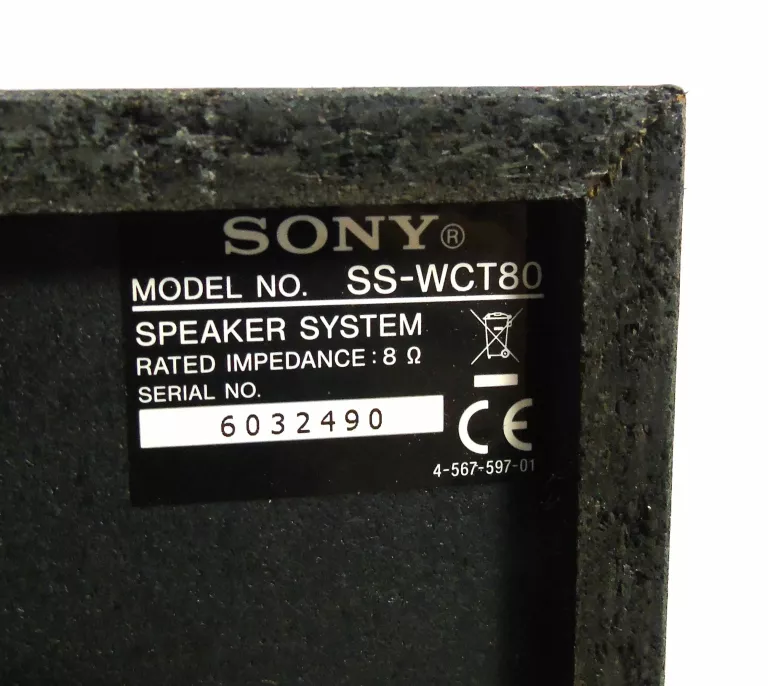 SONY®
MODEL NO. SS-WCT80
SPEAKER SYSTEM
RATED IMPEDANCE : 8 Ω
SERIAL NO.
6032490
CE
4-567-597-01